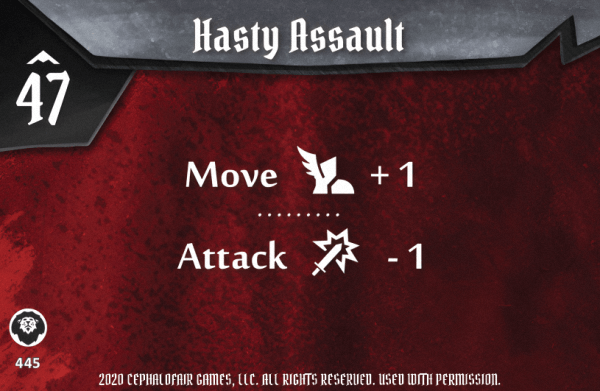 Hasty Assault
47
Move + 1
Attack - 1
445
2020 CEPHALOFAIR GAMES, LLC. ALL RIGHTS RESERVED. USED WITH PERMISSION.